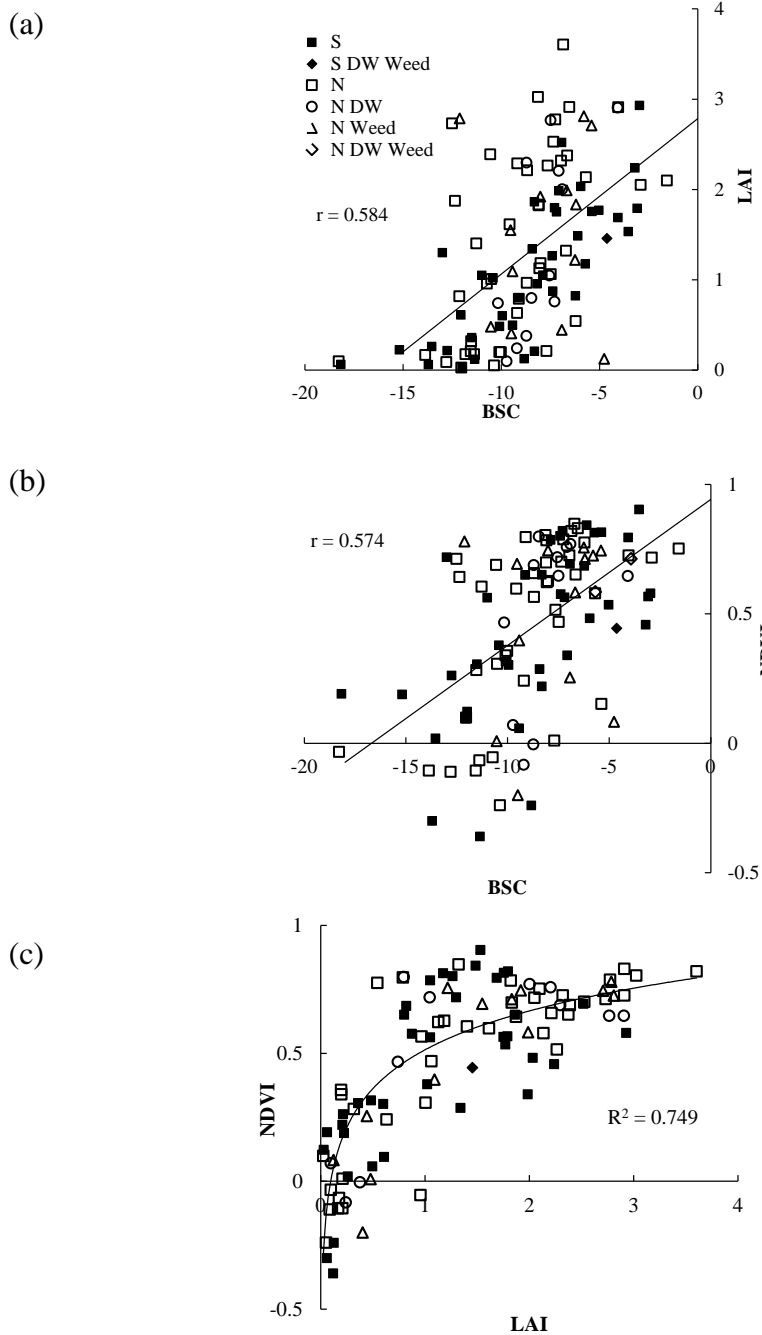 (a)
4
3
2
1
0
LAI
S
S DW Weed
N
N DW
N Weed
N DW Weed
r = 0.584
-20
-15
-10
-5
0
BSC
(b)
1
0.5
0
-0.5
r = 0.574
-20
-15
-10
-5
0
BSC
(c)
1
0.5
0
-0.5
NDVI
R² = 0.749
0
1
2
3
4
LAI